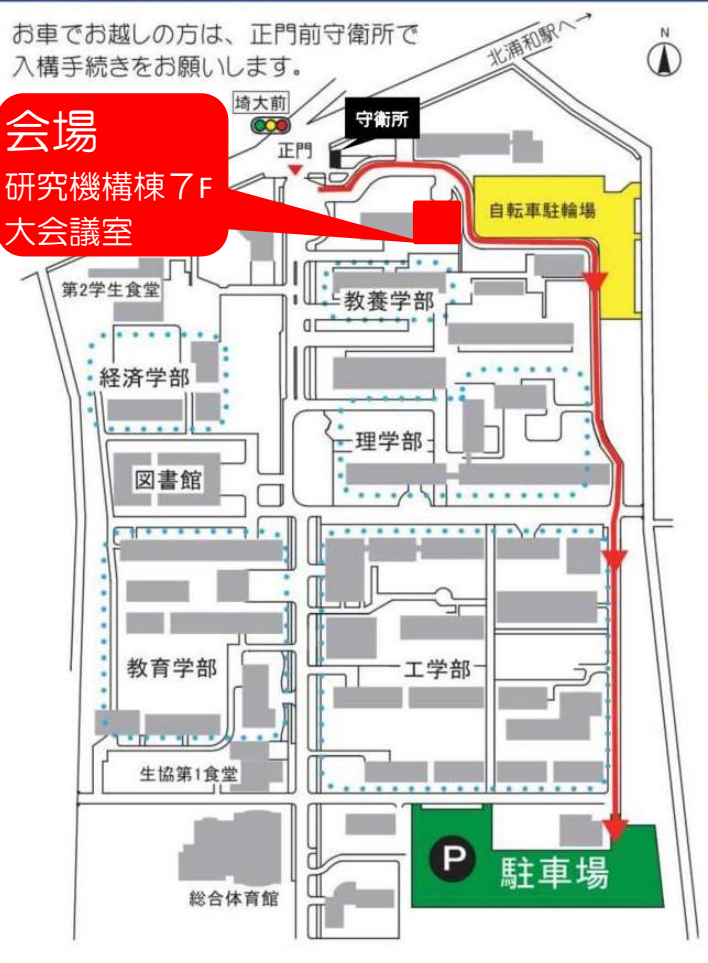 お車でお越しの方は、正門前守衛所で
入構手続きをお願いします。
北浦和駅へ
N
埼大前
守衛所
会場
研究機構棟7F
大会議室
正門
自転車駐輪場
第2学生食堂
教養学部
経済学部
理学部
図書館
教育学部
工学部
生協第1食堂
P
駐車場
総合体育館